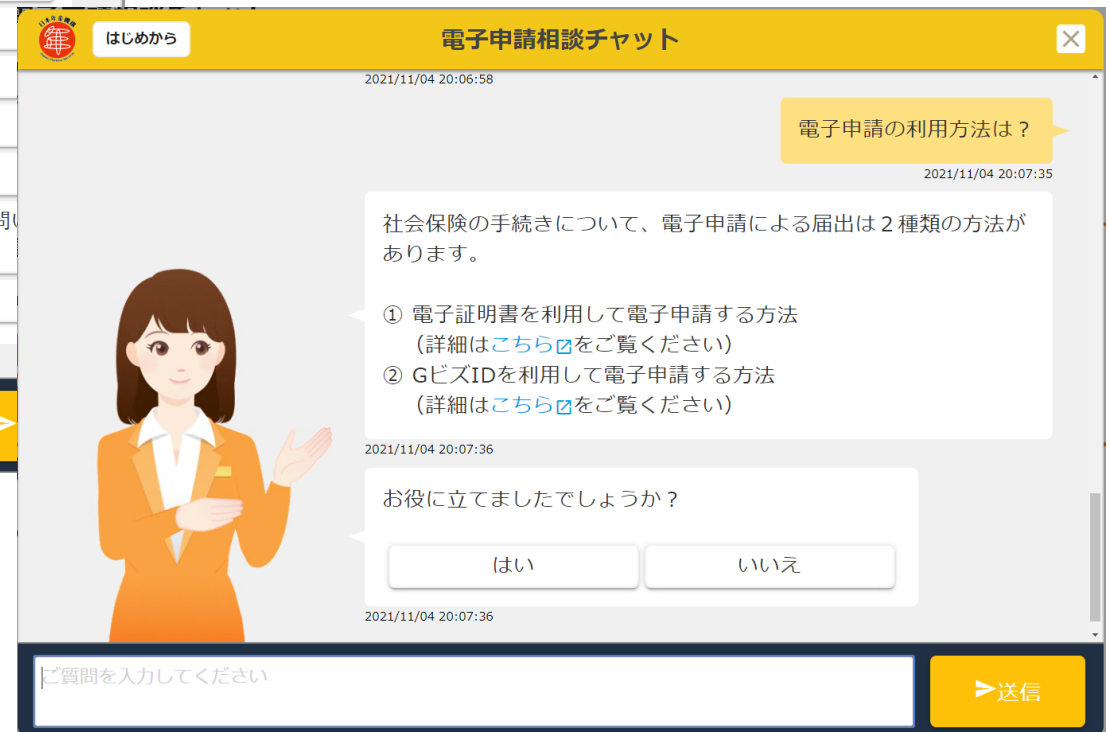 はじめから
電子申請相談チャット
2021/11/04 20:06:58
電子申請の利用方法は？
2021/11/04 20:07:35
社会保険の手続きについて、電子申請による届出は２種類の方法が
あります。
① 電子証明書を利用して電子申請する方法
（詳細はこちらをご覧ください）
② GビズIDを利用して電子申請する方法
（詳細はこちらをご覧ください）
2021/11/04 20:07:36
お役に立てましたでしょうか？
はい
いいえ
2021/11/04 20:07:36
ご質問を入力してください
送信